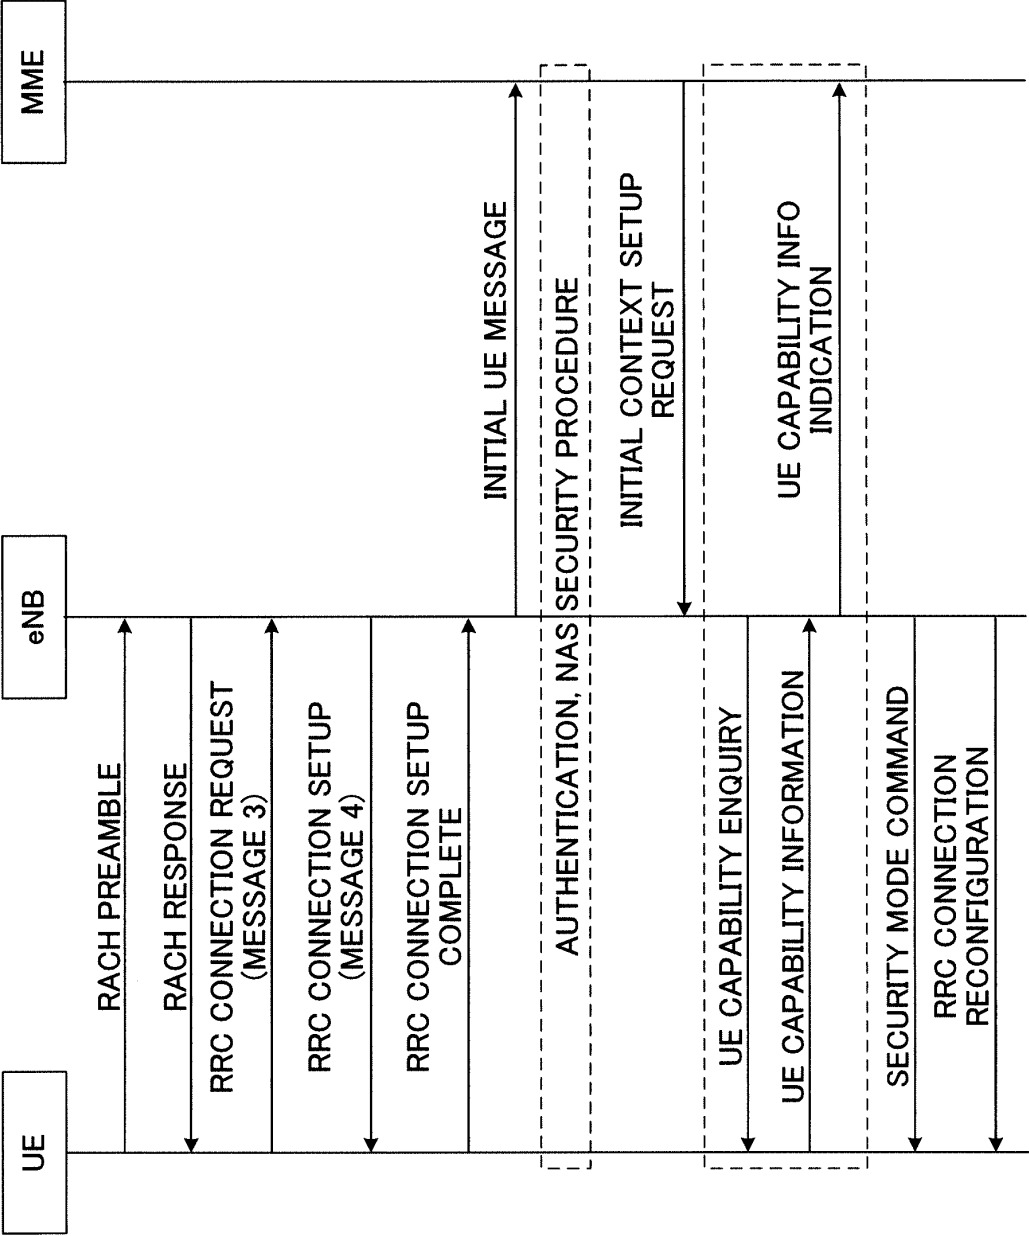 UE
eNB
MME
RACH PREAMBLE
RACH RESPONSE
RRC CONNECTION REQUEST
(MESSAGE 3)
RRC CONNECTION SETUP
(MESSAGE 4)
RRC CONNECTION SETUP
COMPLETE
INITIAL UE MESSAGE
AUTHENTICATION, NAS SECURITY PROCEDURE
INITIAL CONTEXT SETUP
REQUEST
UE CAPABILITY ENQUIRY
UE CAPABILITY INFORMATION
UE CAPABILITY INFO
INDICATION
SECURITY MODE COMMAND
RRC CONNECTION
RECONFIGURATION